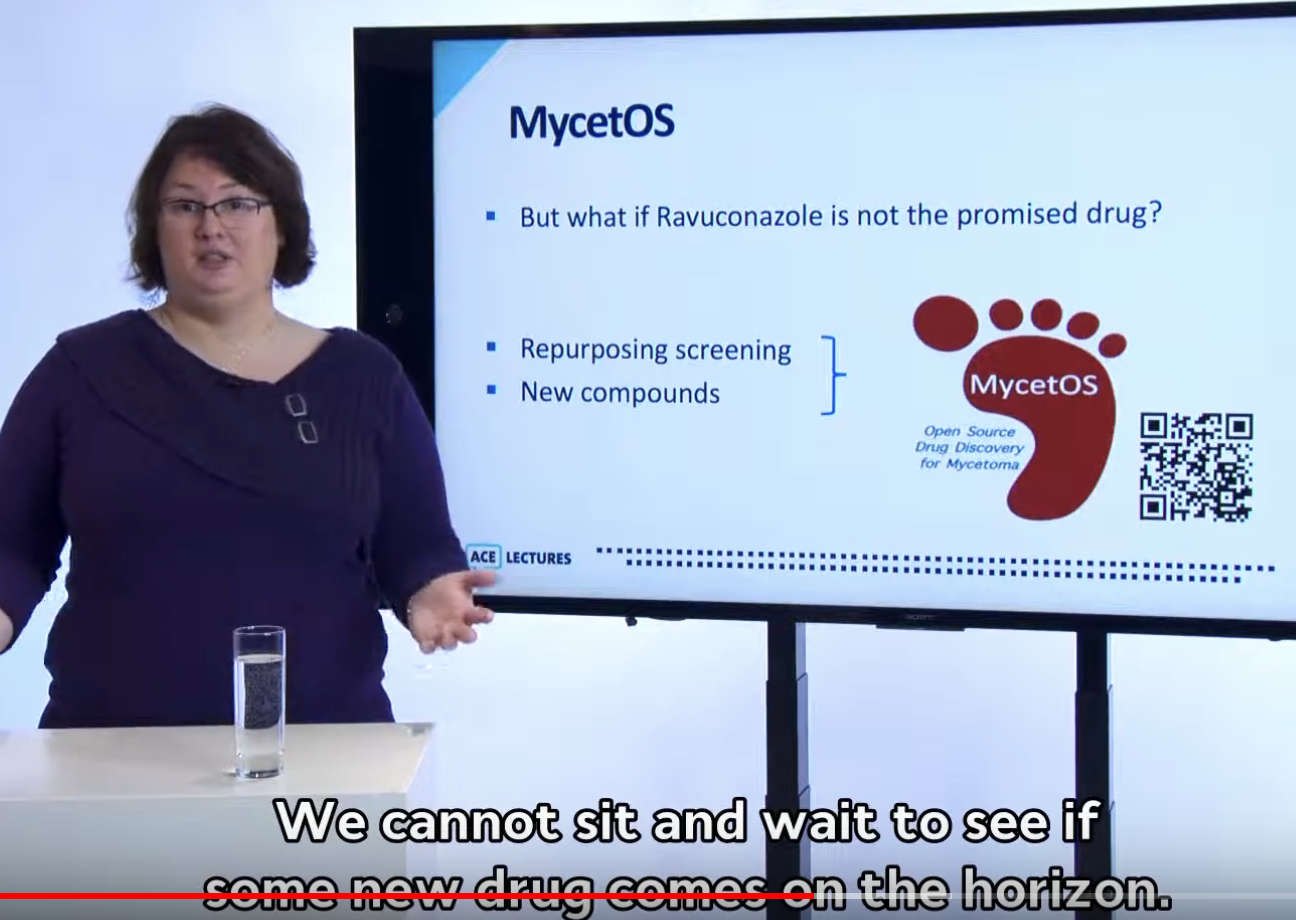 MycetOS
But what if Ravuconazole is not the promised drug?
Repurposing screening
New compounds
MycetOS
Open Source
Drug Discovery
for Mycetoma
ACE LECTURES
SONY
We cannot sit and wait to see if
some new drug comes on the horizon.